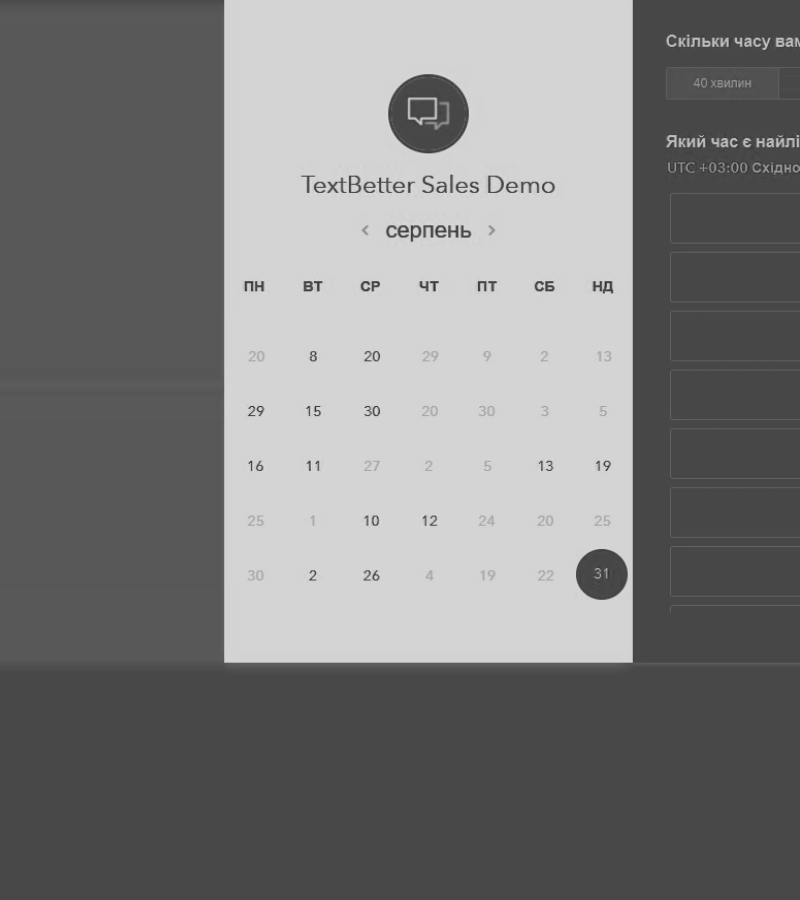 TextBetter Sales Demo
серпень
ПН ВТ СР ЧТ ПТ СБ НД
20 8 20 29 9 2 13
29 15 30 20 30 3 5
16 11 27 2 5 13 19
25 1 10 12 24 20 25
30 2 26 4 19 22 31
Скільки часу вам
40 хвилин
Який час є найлі
UTC +03:00 Східно